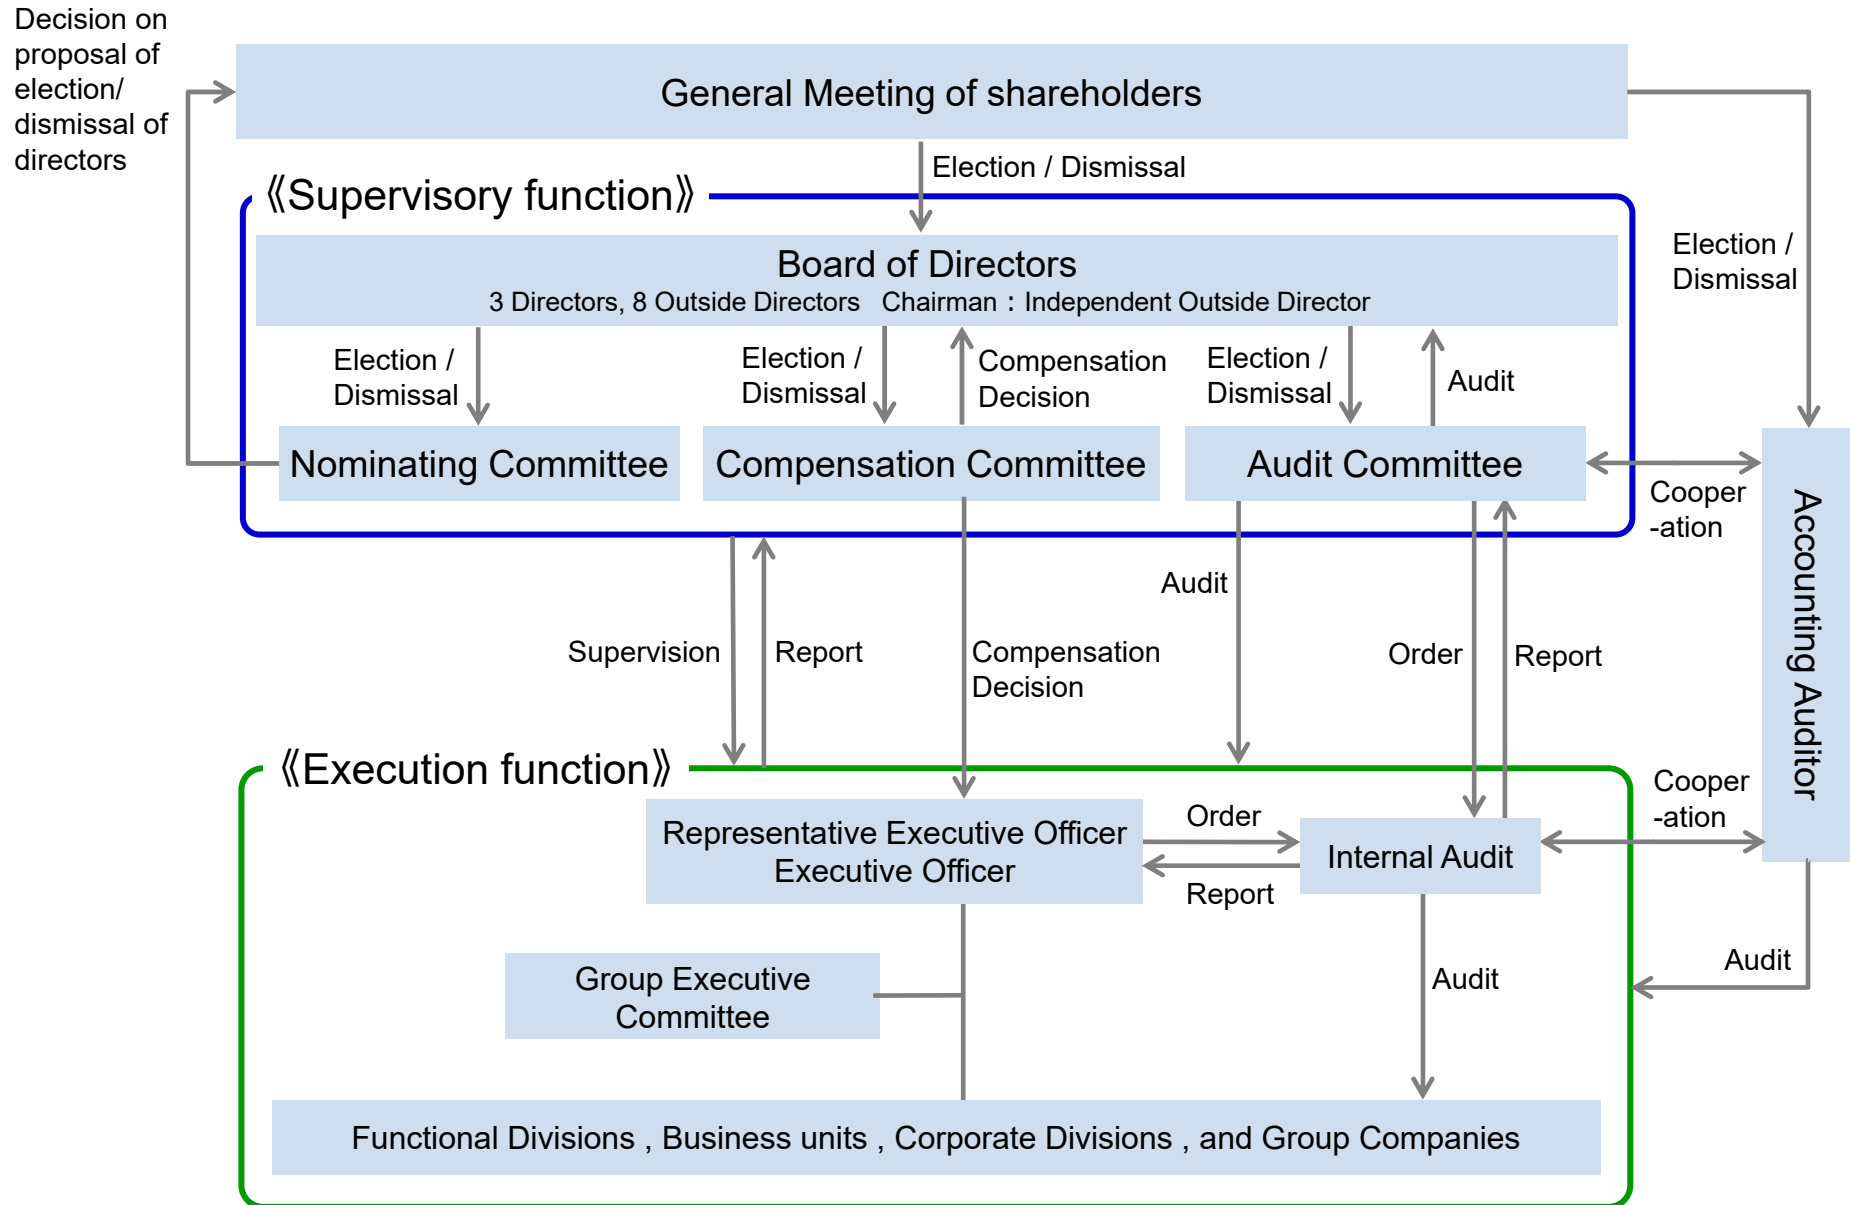 Decision on
proposal of
election/
dismissal of
directors
General Meeting of shareholders
Election / Dismissal
Election /
Dismissal
《Supervisory function》
Board of Directors
3 Directors, 8 Outside Directors Chairman：Independent Outside Director
Election /
Dismissal
Election /
Dismissal
Compensation
Decision
Election /
Dismissal
Audit
Nominating Committee
Compensation Committee
Audit Committee
Cooper
-ation
Accounting Auditor
Supervision
Report
Compensation
Decision
Audit
Order
Report
《Execution function》
Representative Executive Officer
Executive Officer
Order
Report
Internal Audit
Cooper
-ation
Group Executive
Committee
Audit
Audit
Functional Divisions , Business units , Corporate Divisions , and Group Companies